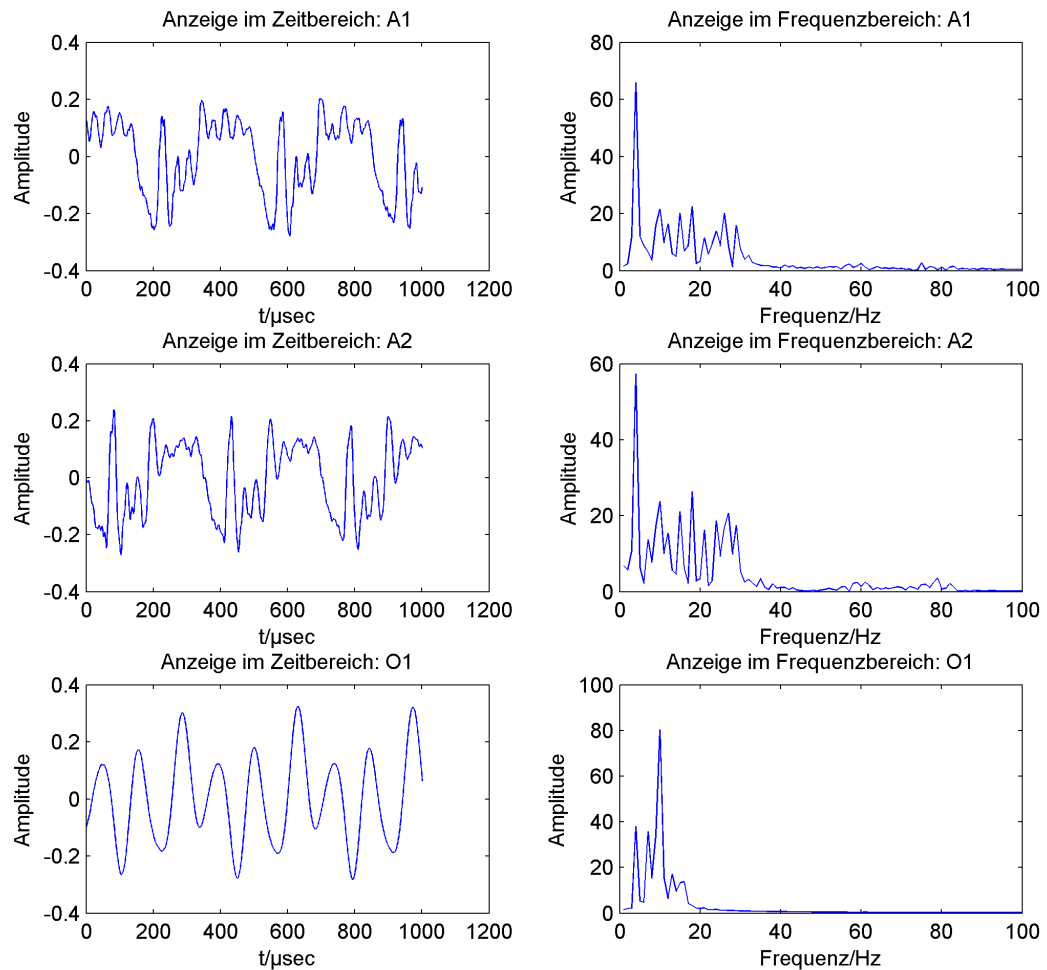 Anzeige im Zeitbereich: A1
0.4
0.2
0
-0.2
-0.4
Amplitude
0 200 400 600 800 1000 1200
t/µsec
Anzeige im Frequenzbereich: A1
80
60
40
20
0
Amplitude
0 20 40 60 80 100
Frequenz/Hz
Anzeige im Zeitbereich: A2
0.4
0.2
0
-0.2
-0.4
Amplitude
0 200 400 600 800 1000 1200
t/µsec
Anzeige im Frequenzbereich: A2
60
40
20
0
Amplitude
0 20 40 60 80 100
Frequenz/Hz
Anzeige im Zeitbereich: O1
0.4
0.2
0
-0.2
-0.4
Amplitude
0 200 400 600 800 1000 1200
t/µsec
Anzeige im Frequenzbereich: O1
100
80
60
40
20
0
Amplitude
0 20 40 60 80 100
Frequenz/Hz